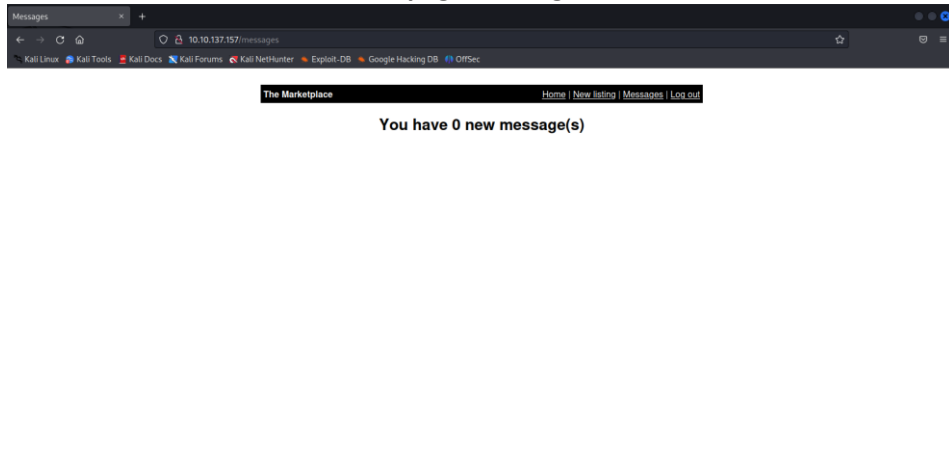 Messages
10.10.137.157/messages
Kali Linux Kali Tools Kali Docs Kali Forums Kali NetHunter Exploit-DB Google Hacking DB OffSec
The Marketplace Home | New listing | Messages | Log out
You have 0 new message(s)